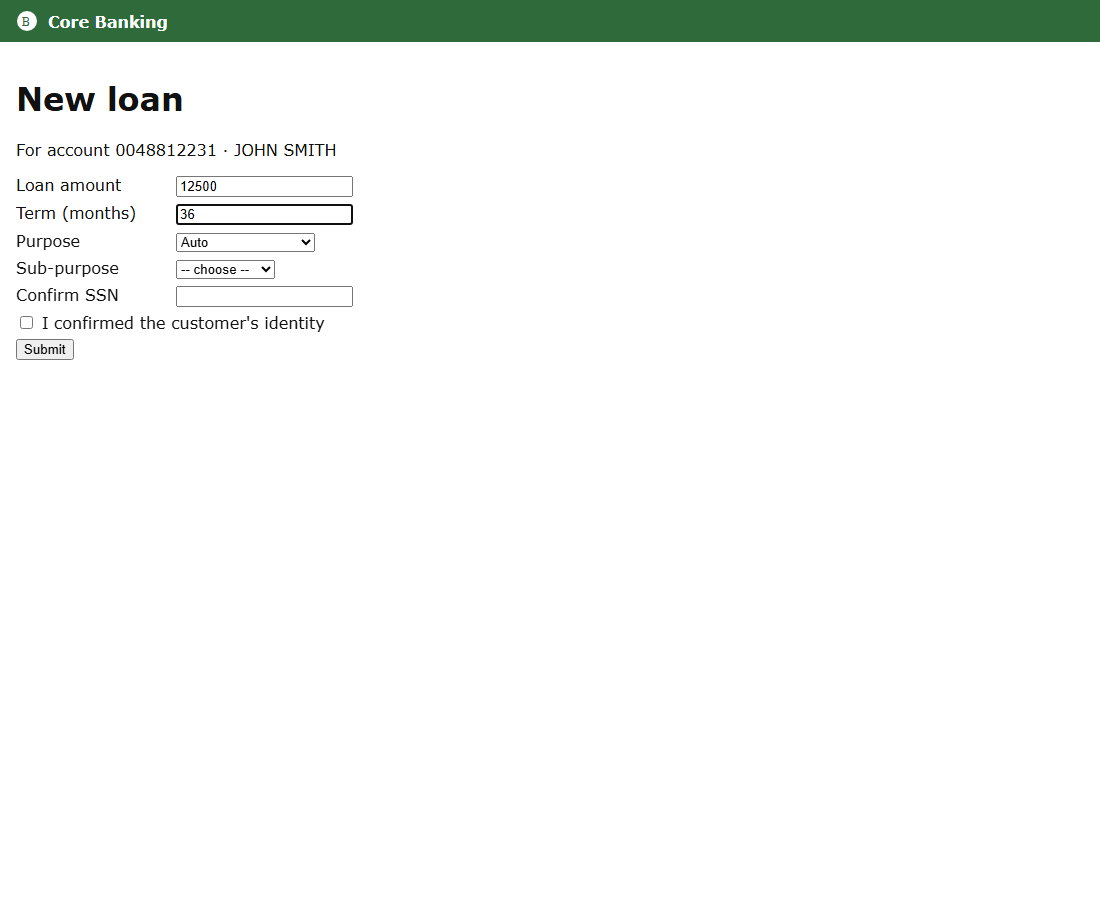 B Core Banking
New loan
For account 0048812231 · JOHN SMITH
Loan amount 12500
Term (months) 36
Purpose Auto
Sub-purpose -- choose --
Confirm SSN
I confirmed the customer's identity
Submit